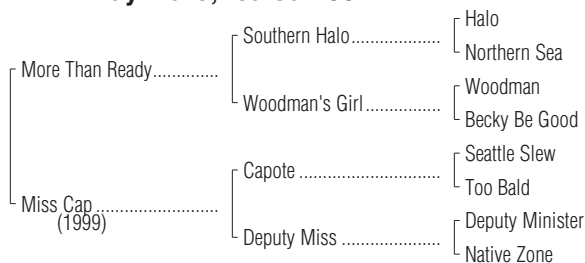 Halo
Southern Halo
Northern Sea
More Than Ready
Woodman
Woodman's Girl
Becky Be Good
Seattle Slew
Capote
Too Bald
Miss Cap
(1999)
Deputy Minister
Deputy Miss
Native Zone